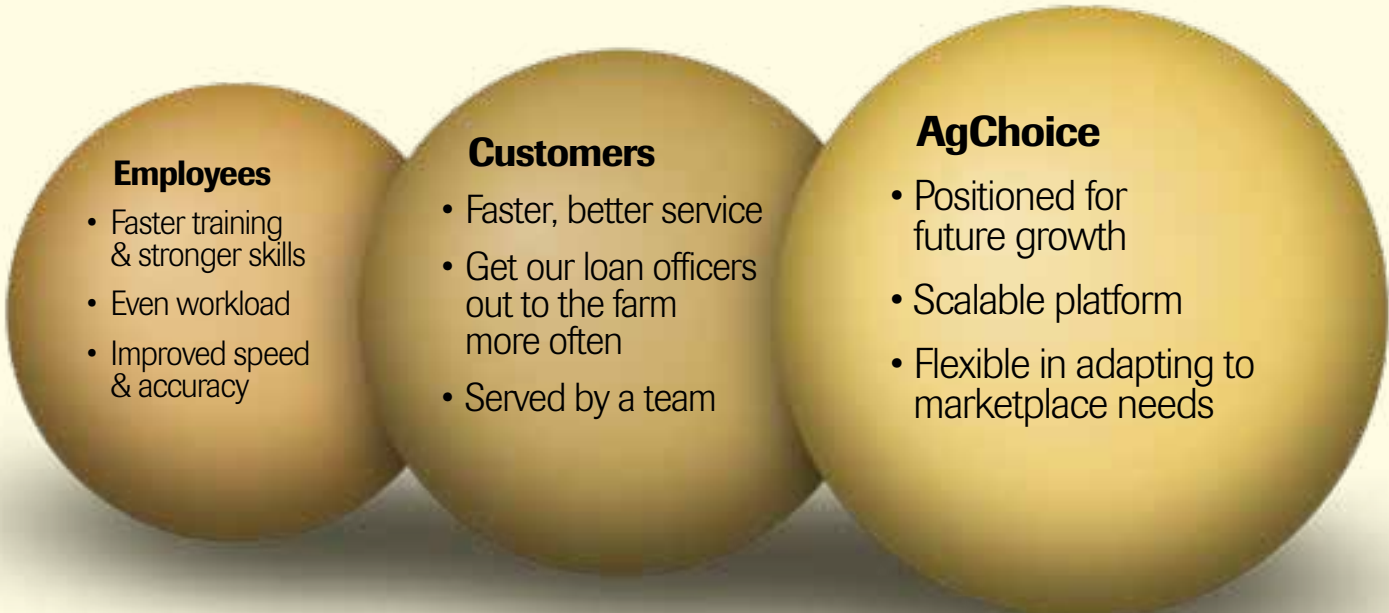 Employees
• Faster training
& stronger skills
• Even workload
• Improved speed
& accuracy
Customers
• Faster, better service
• Get our loan officers
out to the farm
more often
• Served by a team
AgChoice
• Positioned for
future growth
• Scalable platform
• Flexible in adapting to
marketplace needs